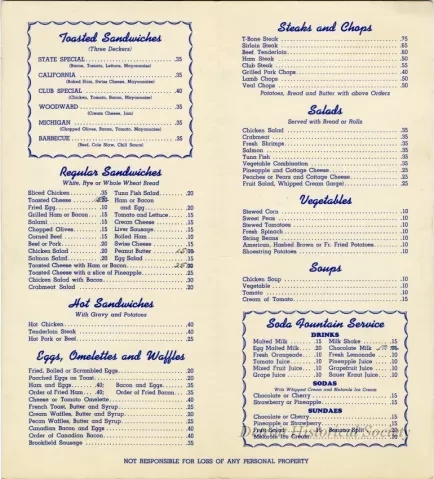 Toasted Sandwiches
(Three Deckers)
STATE SPECIAL .35
(Bacon, Tomato, Lettuce, Mayonnaise)
CALIFORNIA .35
(Baked Ham, Swiss Cheese, Mayonnaise)
CLUB SPECIAL .40
(Chicken, Tomato, Bacon, Mayonnaise)
WOODWARD .35
(Cream Cheese, Jam)
MICHIGAN .35
(Chopped Olives, Bacon, Tomato, Mayonnaise)
BARBECUE .35
(Beef, Cole Slaw, Chili Sauce)
Regular Sandwiches
White, Rye or Whole Wheat Bread
Sliced Chicken .35 Tuna Fish Salad .20
Toasted Cheese Ham or Bacon
Fried Egg .10 and Egg .20
Grilled Ham or Bacon .15 Tomato and Lettuce .15
Salami .15 Cream Cheese .15
Chopped Olives .15 Liver Sausage .15
Corned Beef .15 Boiled Ham .10
Beef or Pork .20 Swiss Cheese .15
Chicken Salad .20 Peanut Butter
Salmon Salad .20 Egg Salad .15
Toasted Cheese with Ham or Bacon
Toasted Cheese with a slice of Pineapple .25
Chicken Salad with Bacon .30
Crabmeat Salad .20
Hot Sandwiches
With Gravy and Potatoes
Hot Chicken .40
Tenderloin Steak .40
Hot Pork or Beef .25
Eggs, Omelettes and Waffles
Fried, Boiled or Scrambled Eggs .20
Poached Eggs on Toast .20
Ham and Eggs .40; Bacon and Eggs .35
Order of Fried Ham .40; Order of Fried Bacon .35
Cheese or Tomato Omelette .40
French Toast, Butter and Syrup .25
Cream Waffles, Butter and Syrup .25
Pecan Waffles, Butter and Syrup .25
Canadian Bacon and Eggs .40
Order of Canadian Bacon .40
Brookfield Sausage .35
Steaks and Chops
T-Bone Steak .75
Sirloin Steak .65
Beef Tenderloin .60
Ham Steak .50
Club Steak .55
Grilled Pork Chops .40
Lamb Chops .50
Veal Chops .50
Potatoes, Bread and Butter with above Orders
Salads
Served with Bread or Rolls
Chicken Salad .35
Crabmeat .35
Fresh Shrimps .35
Salmon .35
Tuna Fish .35
Vegetable Combination .35
Pineapple and Cottage Cheese .25
Peaches or Pears and Cottage Cheese .25
Fruit Salad, Whipped Cream .35
Vegetables
Stewed Corn .10
Sweet Peas .10
Stewed Tomatoes .10
Fresh Spinach .10
String Beans .10
American, Hashed Brown or Fr. Fried Potatoes .10
Shoestring Potatoes .10
Soups
Chicken Soup .10
Vegetable .10
Tomato .10
Cream of Tomato .15
Soda Fountain Service
DRINKS
Malted Milk .15 Milk Shake .15
Egg Malted Milk .20 Chocolate Milk
Fresh Orangeade .10 Fresh Lemonade .10
Tomato Juice .10 Pineapple Juice .10
Mixed Fruit Juice .10 Grapefruit Juice .10
Grape Juice .10 Sauer Kraut Juice .10
SODAS
With Whipped Cream and Ice Cream
Chocolate or Cherry .15
Strawberry or Pineapple .15
SUNDAES
Chocolate or Cherry .15
Pineapple or Strawberry .15
Fruit Salad .15 Banana Split
Ice Cream .10
Historical Society
NOT RESPONSIBLE FOR LOSS OF ANY PERSONAL PROPERTY